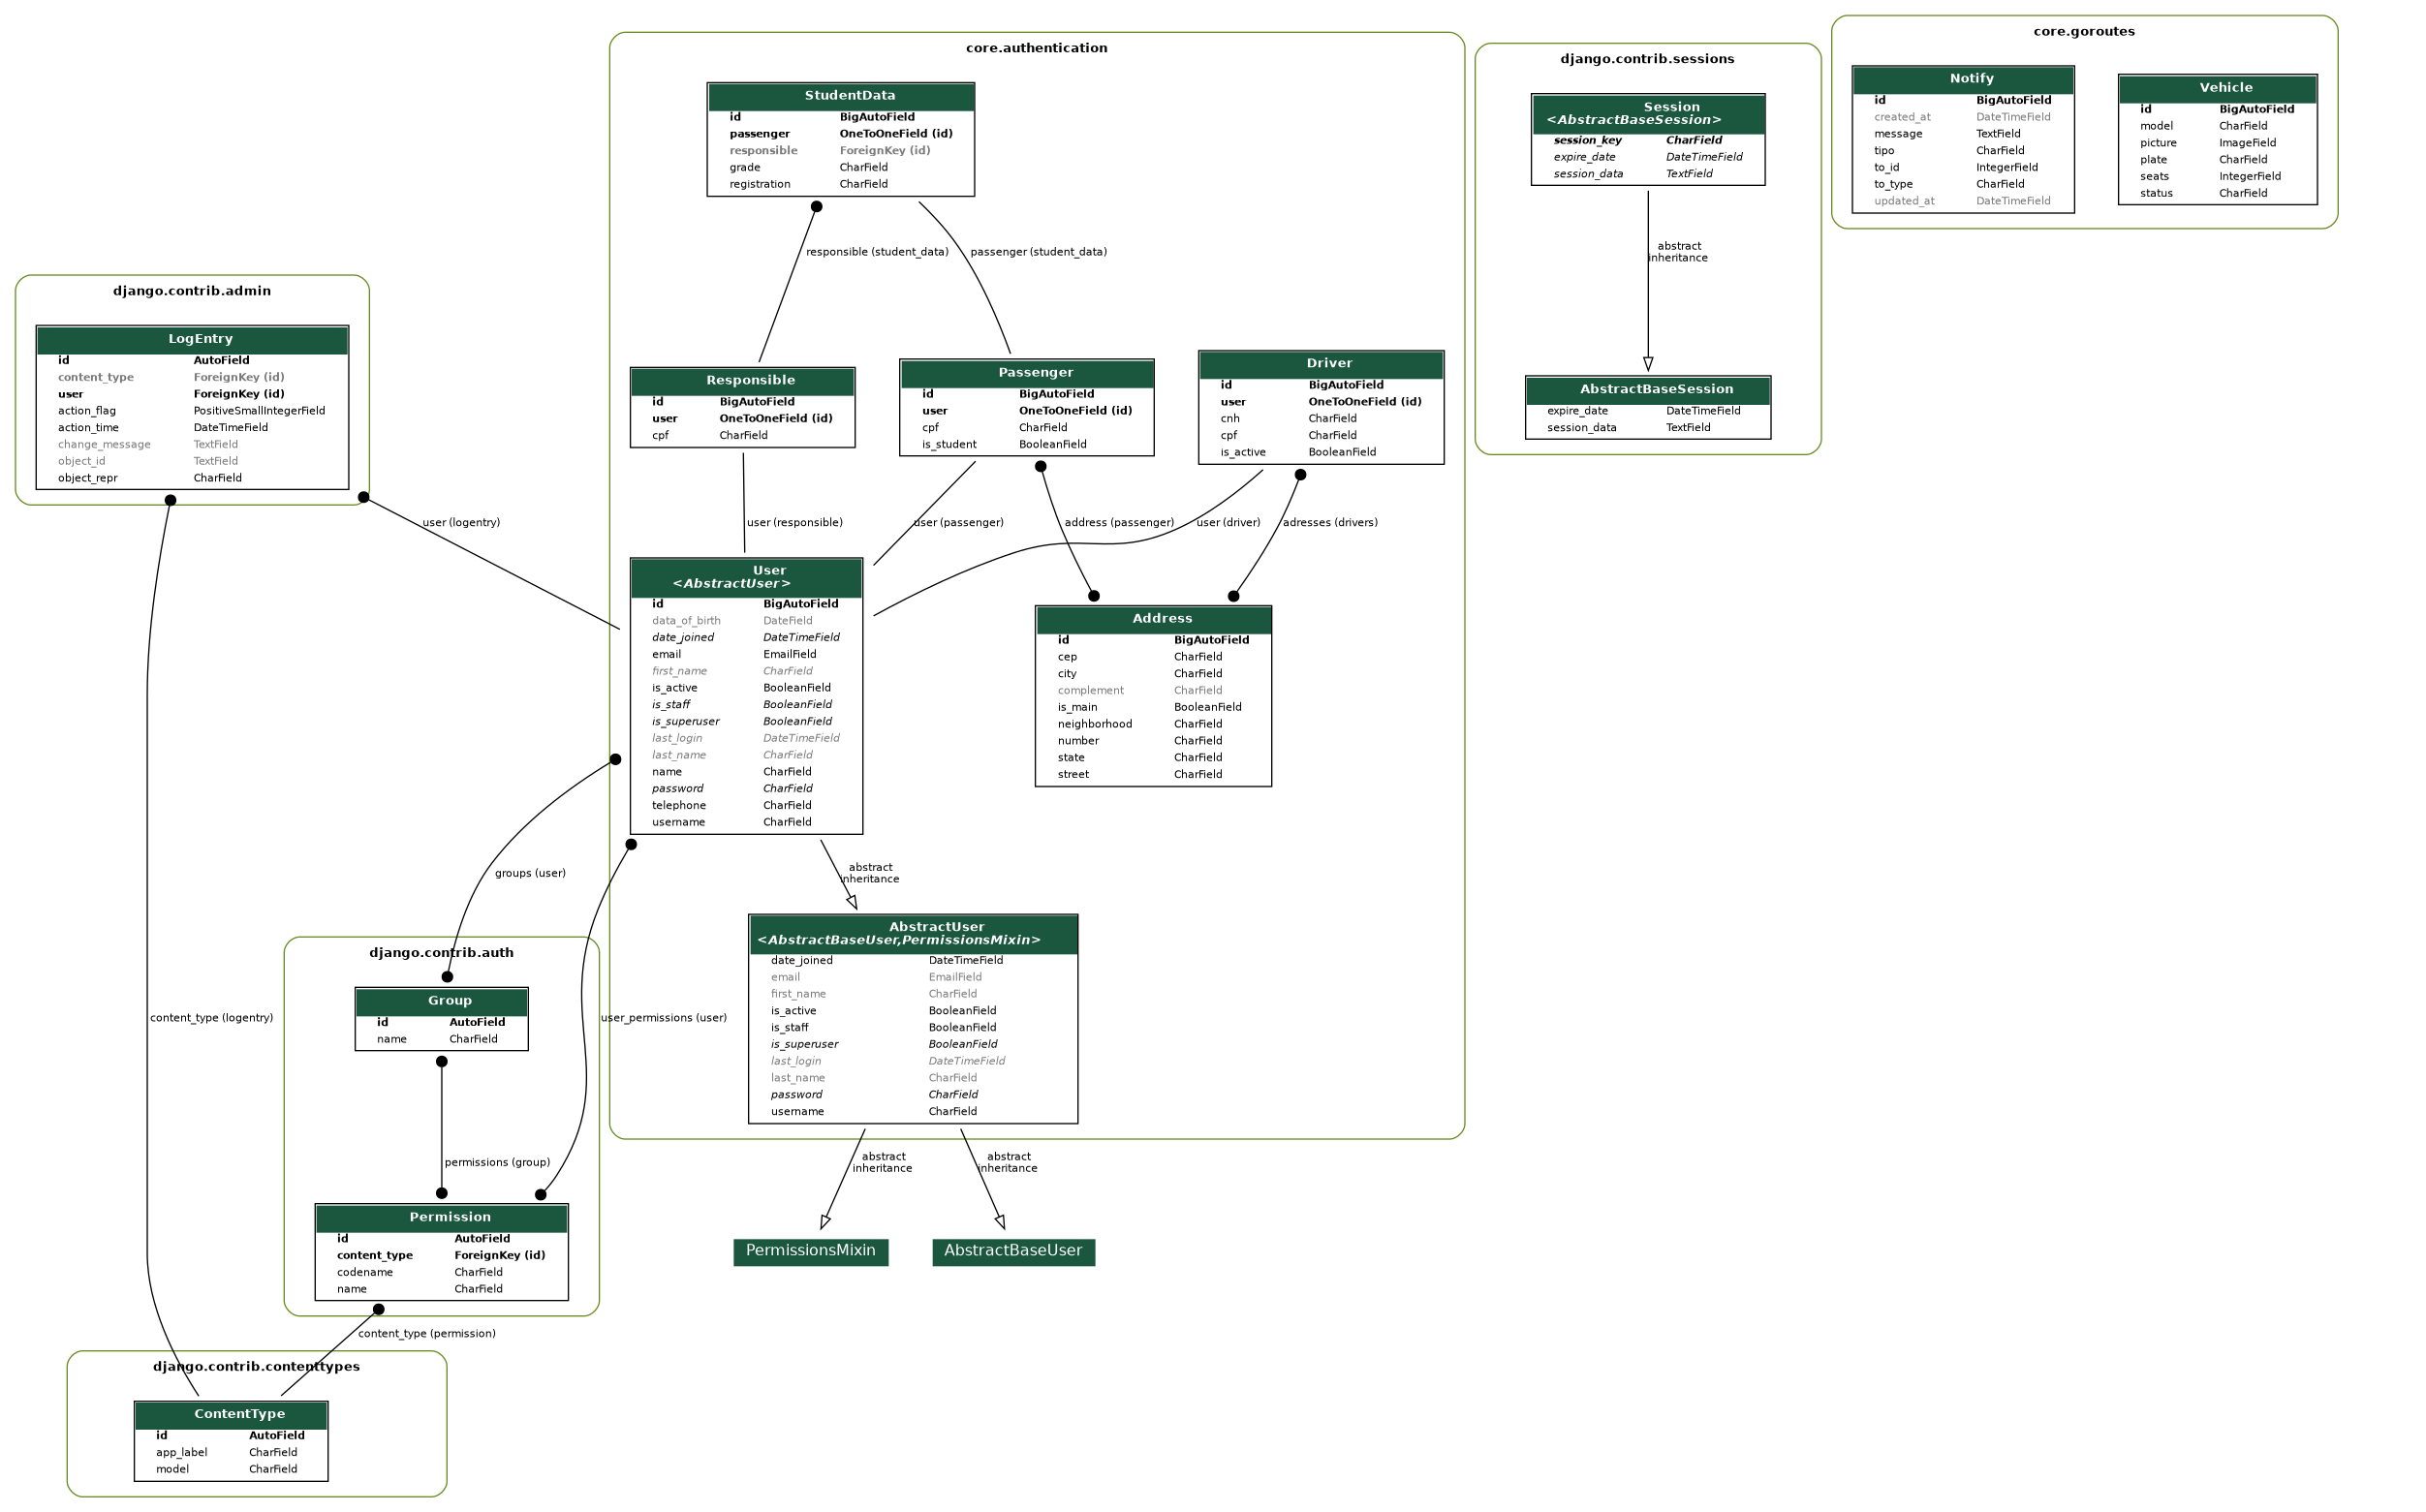 core.authentication
StudentData
id BigAutoField
passenger OneToOneField (id)
responsible ForeignKey (id)
grade CharField
registration CharField
responsible (student_data)
passenger (student_data)
Responsible
id BigAutoField
user OneToOneField (id)
cpf CharField
Passenger
id BigAutoField
user OneToOneField (id)
cpf CharField
is_student BooleanField
Driver
id BigAutoField
user OneToOneField (id)
cnh CharField
cpf CharField
is_active BooleanField
user (responsible)
user (passenger)
address (passenger)
user (driver)
adresses (drivers)
User
<AbstractUser>
id BigAutoField
data_of_birth DateField
date_joined DateTimeField
email EmailField
first_name CharField
is_active BooleanField
is_staff BooleanField
is_superuser BooleanField
last_login DateTimeField
last_name CharField
name CharField
password CharField
telephone CharField
username CharField
Address
id BigAutoField
cep CharField
city CharField
complement CharField
is_main BooleanField
neighborhood CharField
number CharField
state CharField
street CharField
abstract
inheritance
AbstractUser
<AbstractBaseUser,PermissionsMixin>
date_joined DateTimeField
email EmailField
first_name CharField
is_active BooleanField
is_staff BooleanField
is_superuser BooleanField
last_login DateTimeField
last_name CharField
password CharField
username CharField
abstract
inheritance
abstract
inheritance
PermissionsMixin
AbstractBaseUser
django.contrib.sessions
Session
<AbstractBaseSession>
session_key CharField
expire_date DateTimeField
session_data TextField
abstract
inheritance
AbstractBaseSession
expire_date DateTimeField
session_data TextField
core.goroutes
Notify
id BigAutoField
created_at DateTimeField
message TextField
tipo CharField
to_id IntegerField
to_type CharField
updated_at DateTimeField
Vehicle
id BigAutoField
model CharField
picture ImageField
plate CharField
seats IntegerField
status CharField
django.contrib.admin
LogEntry
id AutoField
content_type ForeignKey (id)
user ForeignKey (id)
action_flag PositiveSmallIntegerField
action_time DateTimeField
change_message TextField
object_id TextField
object_repr CharField
user (logentry)
groups (user)
content_type (logentry)
user_permissions (user)
django.contrib.auth
Group
id AutoField
name CharField
permissions (group)
Permission
id AutoField
content_type ForeignKey (id)
codename CharField
name CharField
content_type (permission)
django.contrib.contenttypes
ContentType
id AutoField
app_label CharField
model CharField